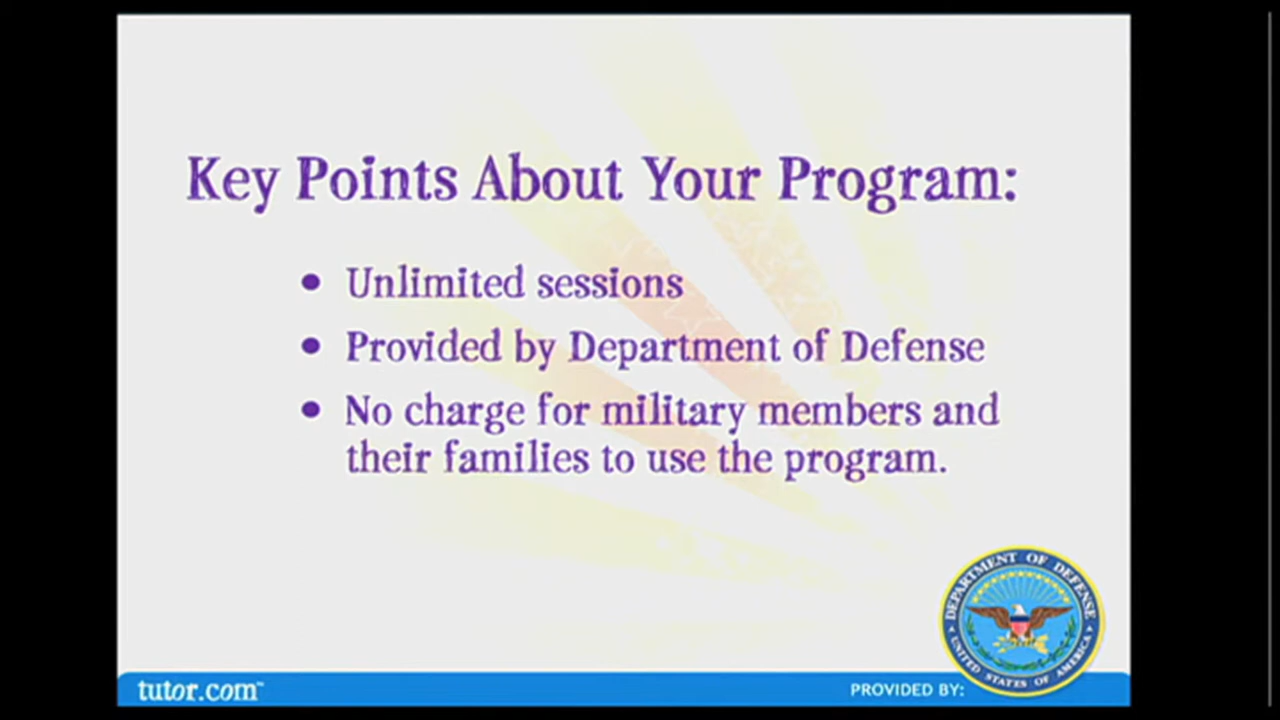 Key Points About Your Program:
• Unlimited sessions
• Provided by Department of Defense
• No charge for military members and
their families to use the program.
DEPARTMENT OF DEFENSE
UNITED STATES OF AMERICA
tutor.com™
PROVIDED BY: